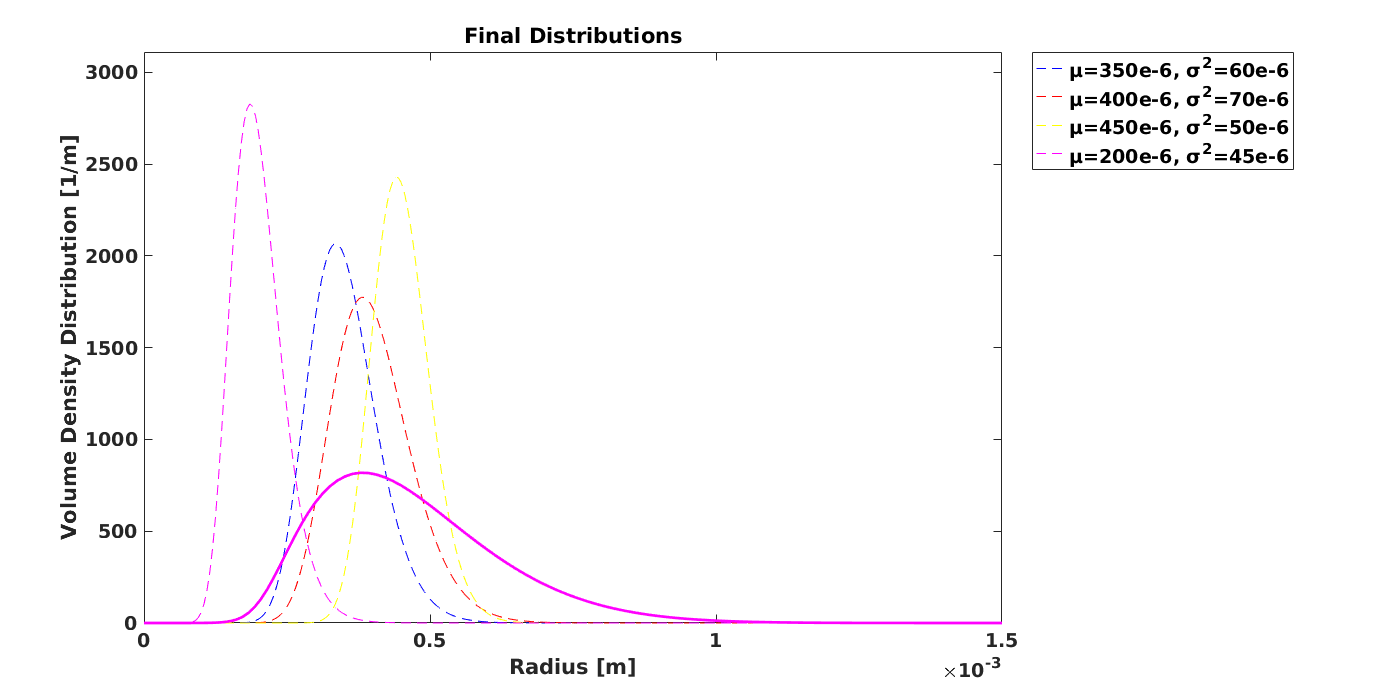 Final Distributions
μ=350e-6, σ²=60e-6
μ=400e-6, σ²=70e-6
μ=450e-6, σ²=50e-6
μ=200e-6, σ²=45e-6
Volume Density Distribution [1/m]
3000
2500
2000
1500
1000
500
0
0 0.5 1 1.5
Radius [m]
×10⁻³